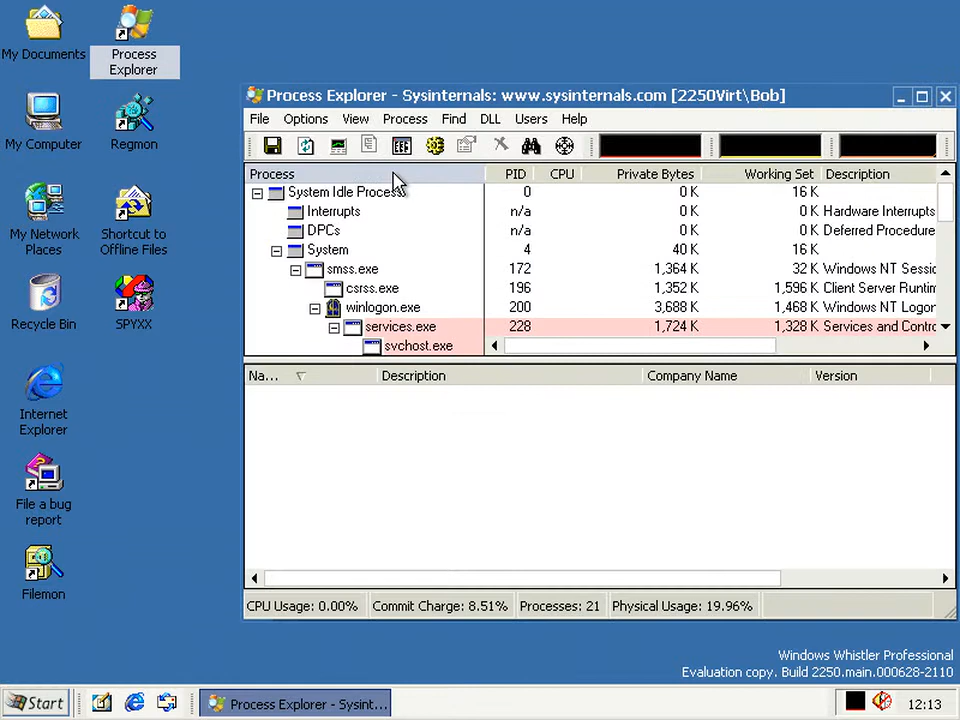 My Documents
Process
Explorer
My Computer
Regmon
My Network
Places
Shortcut to
Offline Files
Recycle Bin
SPYXX
Internet
Explorer
File a bug
report
Filemon
Process Explorer - Sysinternals: www.sysinternals.com [2250Virt\Bob]
File Options View Process Find DLL Users Help
Process PID CPU Private Bytes Working Set Description
System Idle Process 0 0 K 16 K
Interrupts n/a 0 K 0 K Hardware Interrupts
DPCs n/a 0 K 0 K Deferred Procedure
System 4 40 K 16 K
smss.exe 172 1,364 K 32 K Windows NT Sessio
csrss.exe 196 1,352 K 1,596 K Client Server Runtim
winlogon.exe 200 3,688 K 1,468 K Windows NT Logon
services.exe 228 1,724 K 1,328 K Services and Contro
svchost.exe
Na... Description Company Name Version
CPU Usage: 0.00% Commit Charge: 8.51% Processes: 21 Physical Usage: 19.96%
Windows Whistler Professional
Evaluation copy. Build 2250.main.000628-2110
Start Process Explorer - Sysint... 12:13